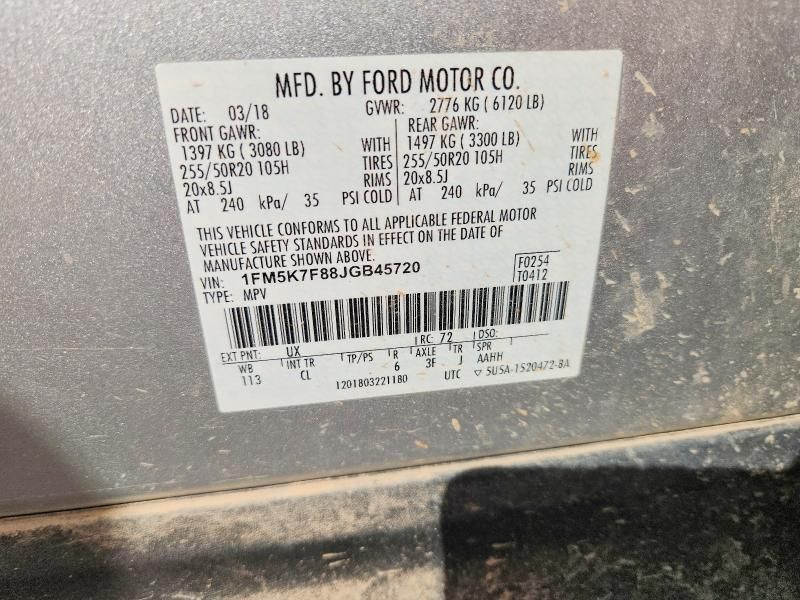 MFD. BY FORD MOTOR CO.
DATE: 03/18 GVWR: 2776 KG ( 6120 LB)
FRONT GAWR: REAR GAWR:
1397 KG ( 3080 LB) WITH 1497 KG ( 3300 LB) WITH
255/50R20 105H TIRES 255/50R20 105H TIRES
20x8.5J RIMS 20x8.5J RIMS
AT 240 kPa/ 35 PSI COLD AT 240 kPa/ 35 PSI COLD
THIS VEHICLE CONFORMS TO ALL APPLICABLE FEDERAL MOTOR
VEHICLE SAFETY STANDARDS IN EFFECT ON THE DATE OF
MANUFACTURE SHOWN ABOVE.
VIN: 1FM5K7F88JGB45720 F0254
TYPE: MPV T0412
EXT PNT: UX RC: 72 DSO:
WB INT TR TP/PS R AXLE TR SPR
113 CL 6 3F J AAHH
1201803221180 UTC ▽ 5U5A-1520472-BA